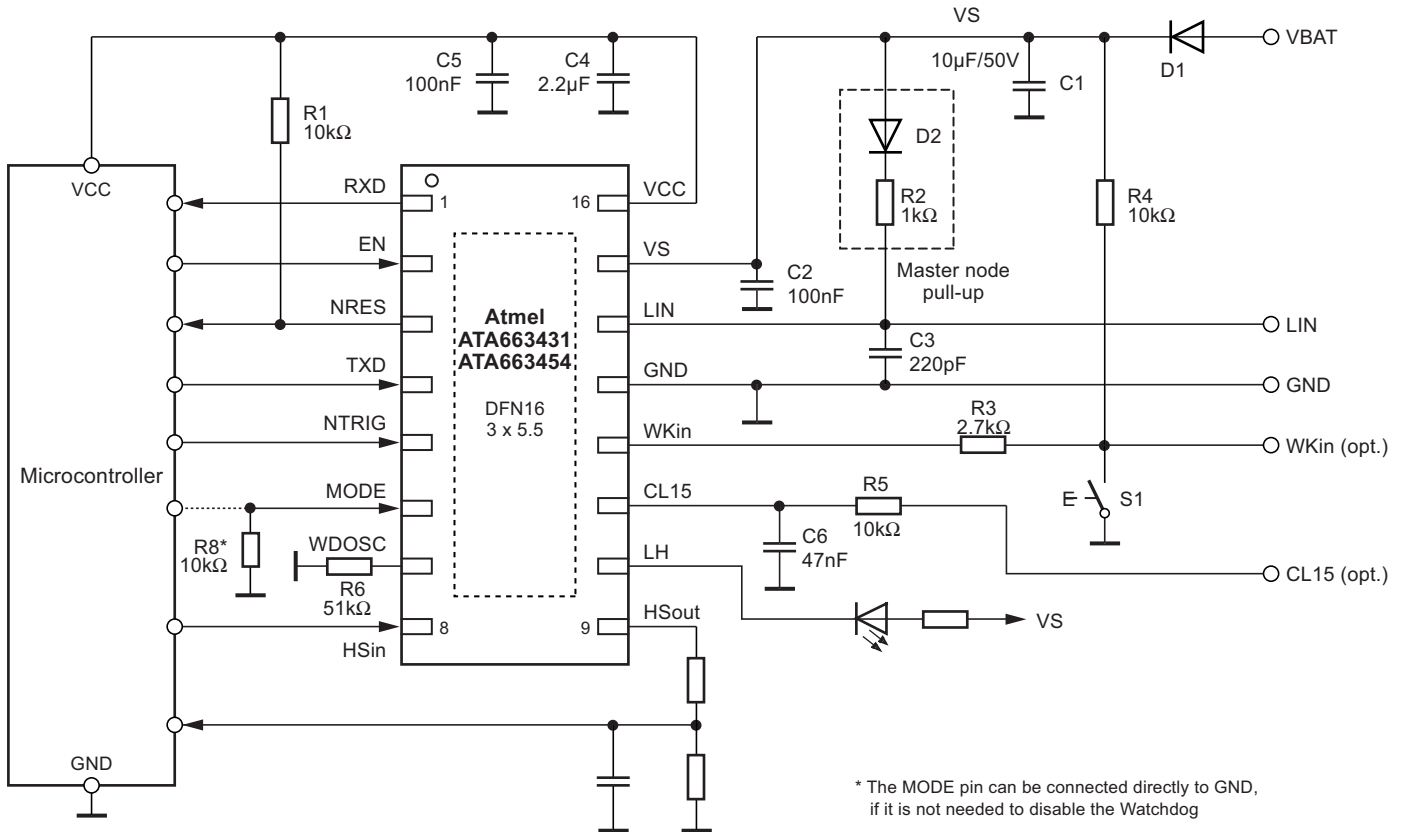 VS
VBAT
D1
C5
100nF
C4
2.2µF
10µF/50V
C1
R1
10kΩ
D2
R2
1kΩ
R4
10kΩ
Master node
pull-up
VCC
Microcontroller
GND
RXD
EN
NRES
TXD
NTRIG
MODE
R8*
10kΩ
WDOSC
R6
51kΩ
HSin
1
16
8
9
Atmel
ATA663431
ATA663454
DFN16
3 x 5.5
VCC
VS
LIN
GND
WKin
CL15
LH
HSout
C2
100nF
C3
220pF
R3
2.7kΩ
R5
10kΩ
C6
47nF
E
S1
VS
LIN
GND
WKin (opt.)
CL15 (opt.)
* The MODE pin can be connected directly to GND,
if it is not needed to disable the Watchdog